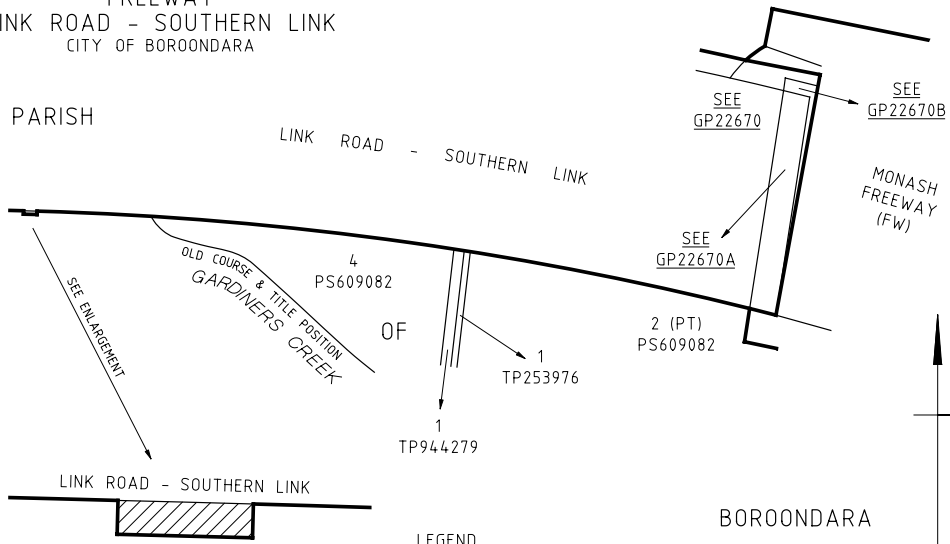 LINK ROAD - SOUTHERN LINK
CITY OF BOROONDARA
PARISH
LINK ROAD - SOUTHERN LINK
SEE
GP22670
SEE
GP22670B
MONASH
FREEWAY
(FW)
SEE
GP22670A
OLD COURSE & TITLE POSITION
GARDINERS CREEK
4
PS609082
OF
2 (PT)
PS609082
1
TP253976
1
TP944279
SEE ENLARGEMENT
LINK ROAD - SOUTHERN LINK
BOROONDARA
LEGEND